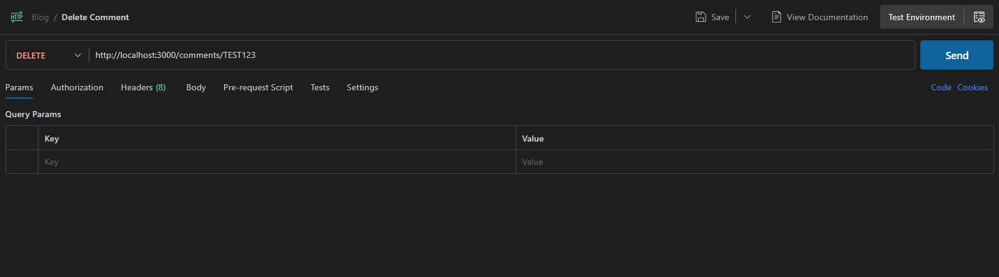 HTTP Blog / Delete Comment Save View Documentation Test Environment
DELETE http://localhost:3000/comments/TEST123 Send
Params Authorization Headers (8) Body Pre-request Script Tests Settings Code Cookies
Query Params
Key Value
Key Value